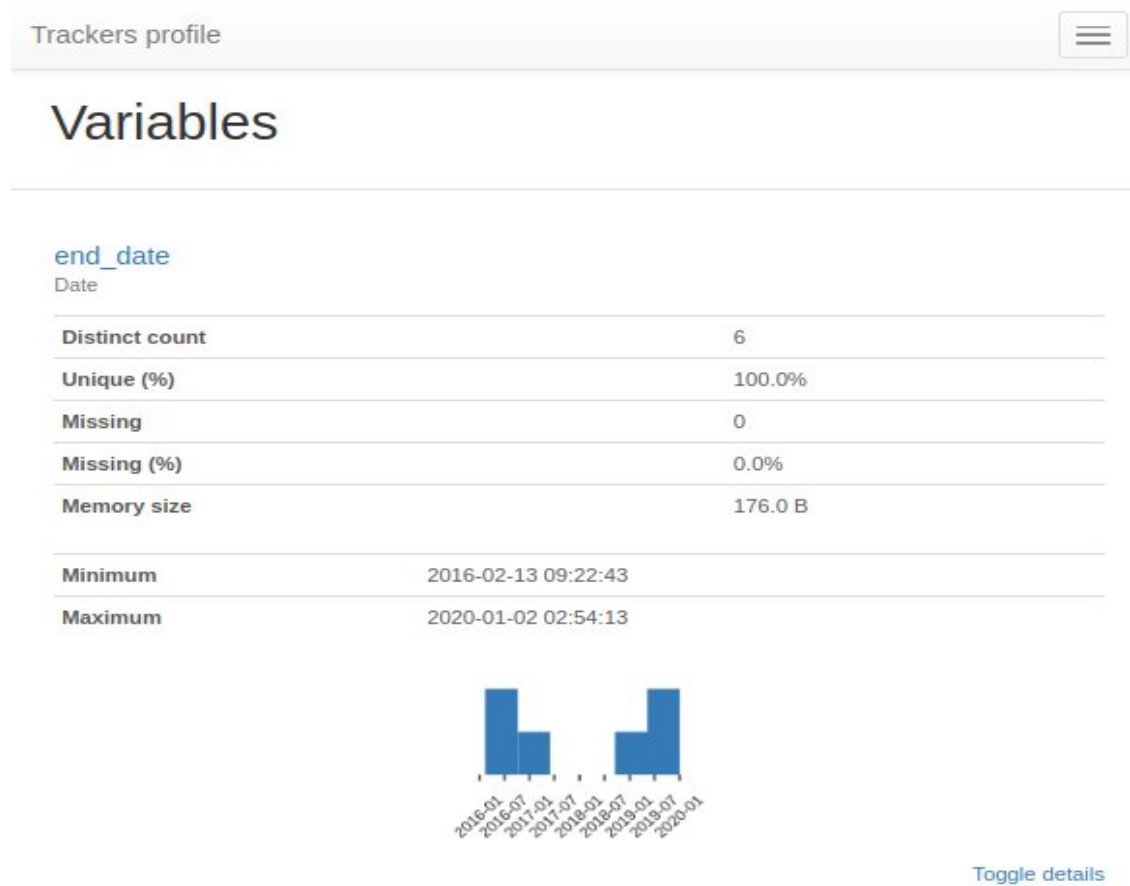 Trackers profile
Variables
end_date
Date
Distinct count 6
Unique (%) 100.0%
Missing 0
Missing (%) 0.0%
Memory size 176.0 B
Minimum 2016-02-13 09:22:43
Maximum 2020-01-02 02:54:13
2016-01 2016-07 2017-01 2017-07 2018-01 2018-07 2019-01 2019-07 2020-01
Toggle details